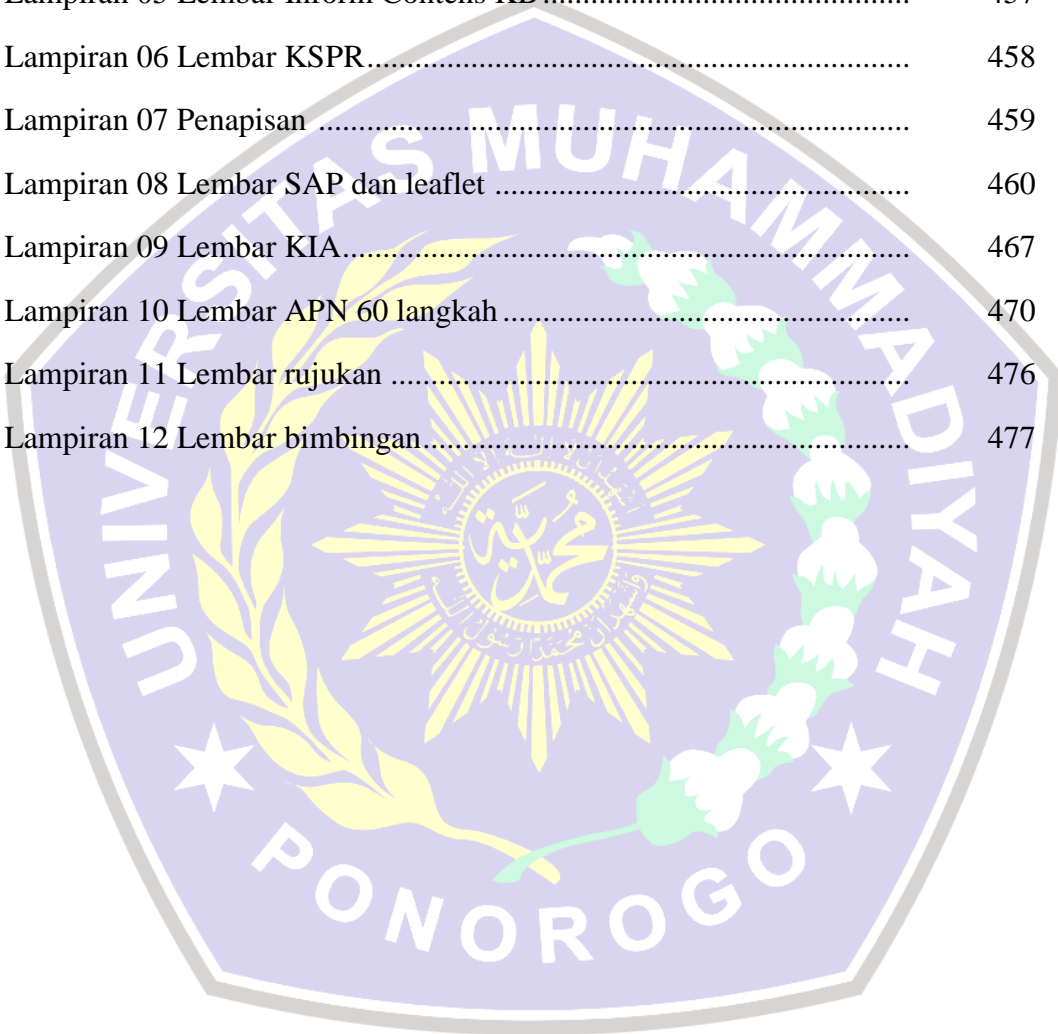 Lampiran 06 Lembar KSPR.................................................................... 458
Lampiran 07 Penapisan .......................................................................... 459
Lampiran 08 Lembar SAP dan leaflet .................................................... 460
Lampiran 09 Lembar KIA....................................................................... 467
Lampiran 10 Lembar APN 60 langkah ................................................... 470
Lampiran 11 Lembar rujukan ................................................................. 476
Lampiran 12 Lembar bimbingan............................................................. 477
UNIVERSITAS MUHAMMADIYAH
PONOROGO
محمد